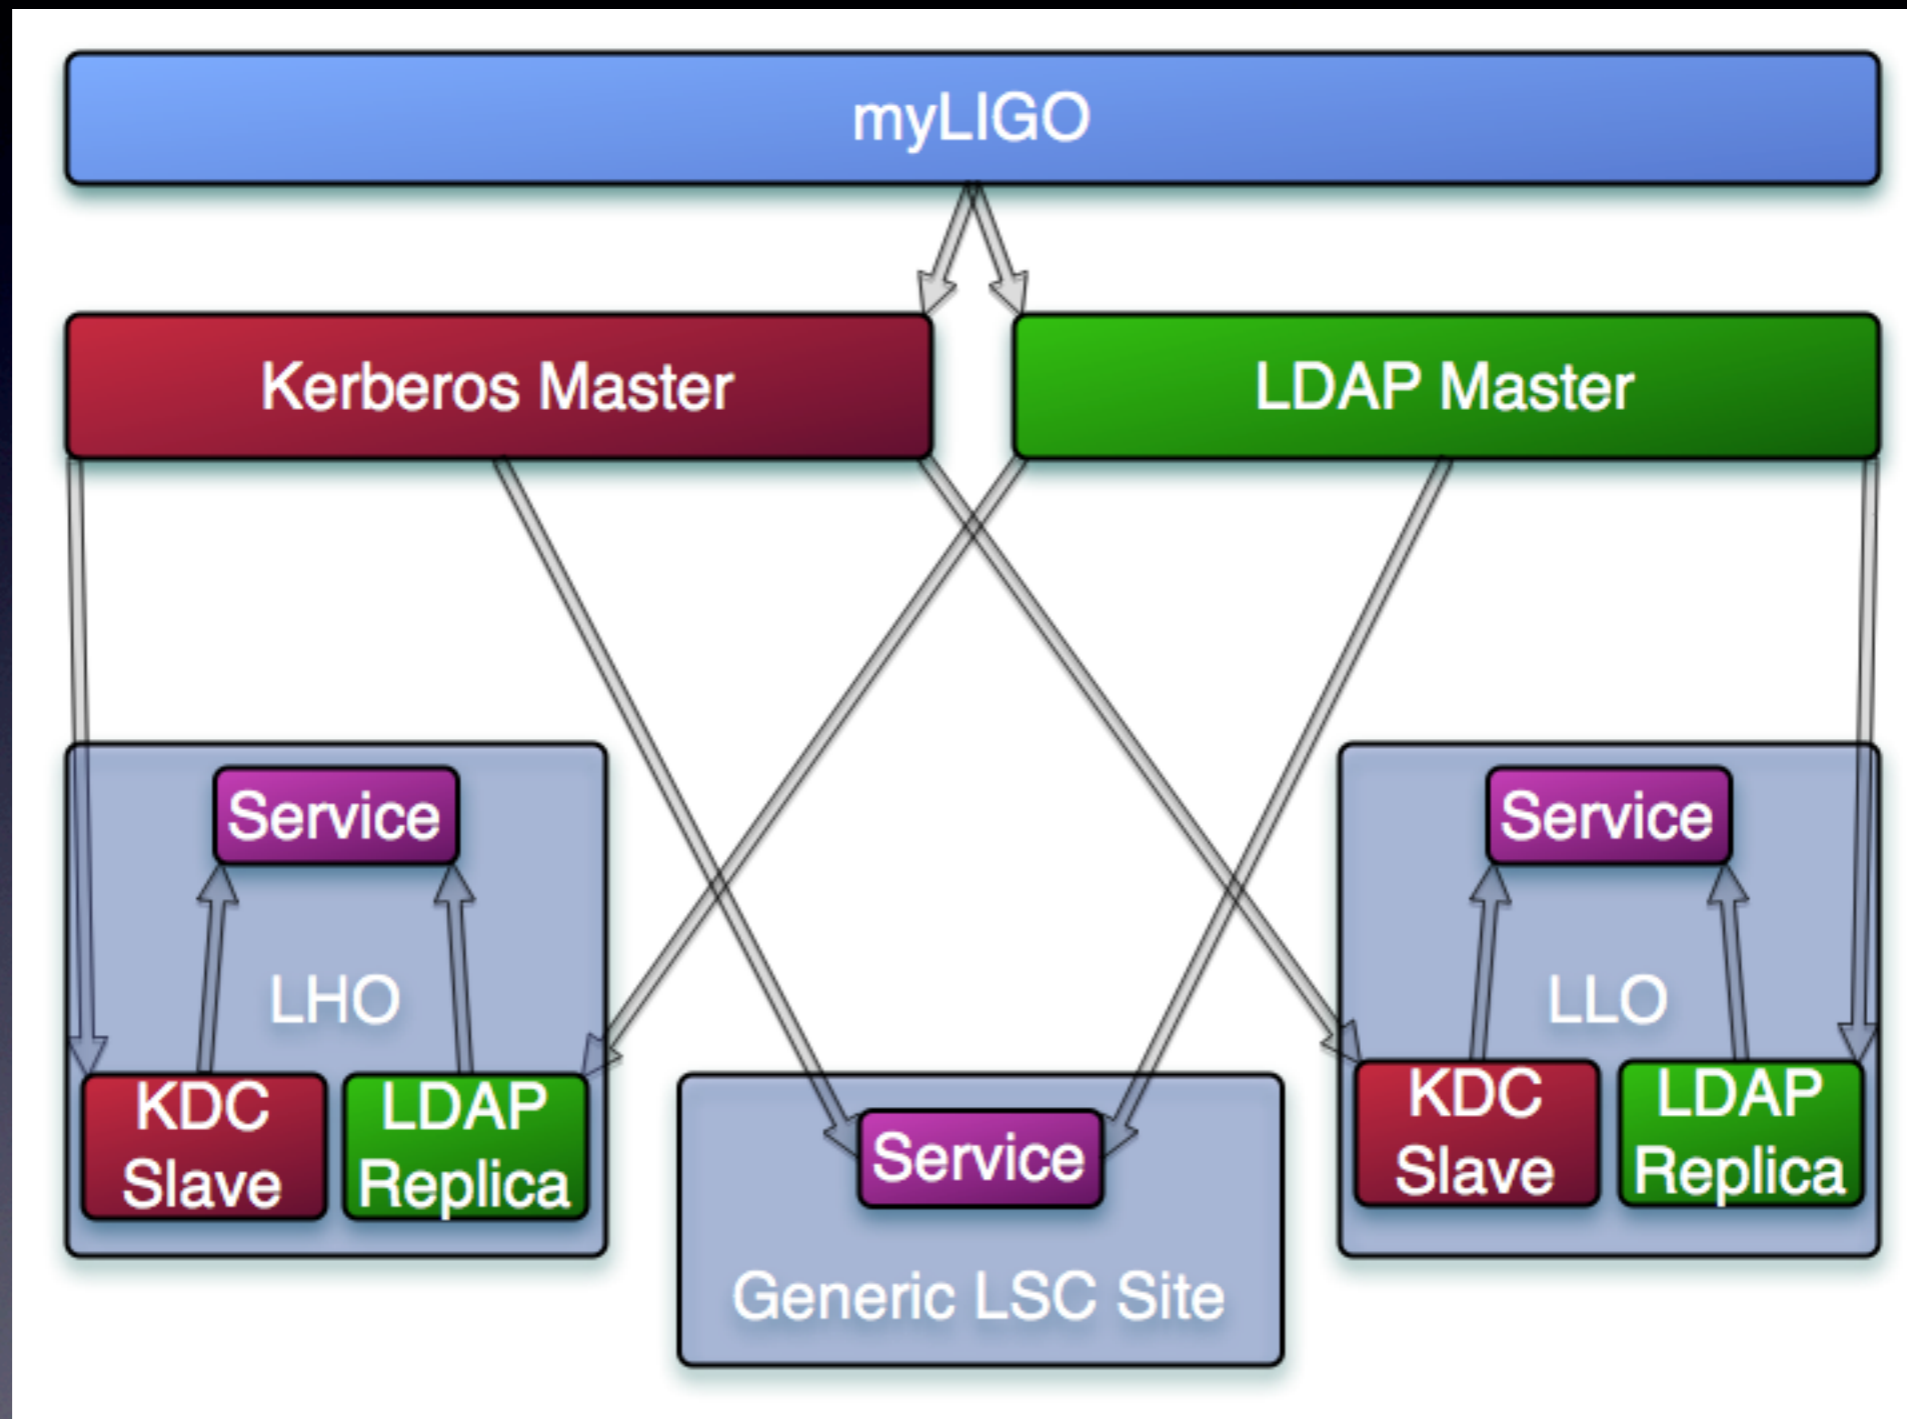 myLIGO
Kerberos Master
LDAP Master
Service
LHO
KDC
Slave
LDAP
Replica
Service
Generic LSC Site
Service
LLO
KDC
Slave
LDAP
Replica